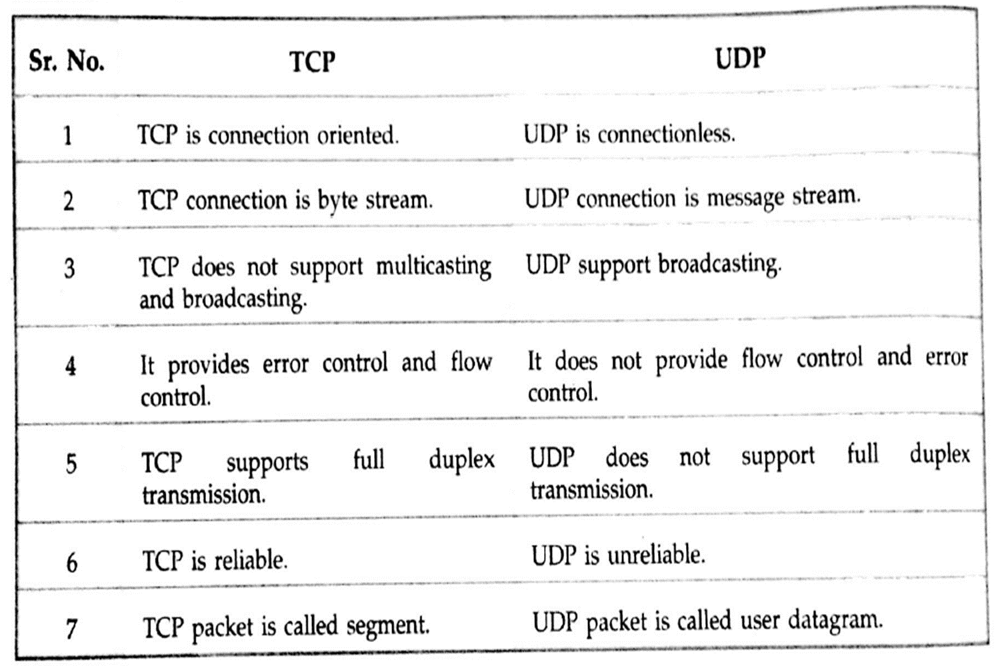 Sr. No. TCP UDP
1 TCP is connection oriented. UDP is connectionless.
2 TCP connection is byte stream. UDP connection is message stream.
3 TCP does not support multicasting UDP support broadcasting.
and broadcasting.
4 It provides error control and flow It does not provide flow control and error
control. control.
5 TCP supports full duplex UDP does not support full duplex
transmission. transmission.
6 TCP is reliable. UDP is unreliable.
7 TCP packet is called segment. UDP packet is called user datagram.